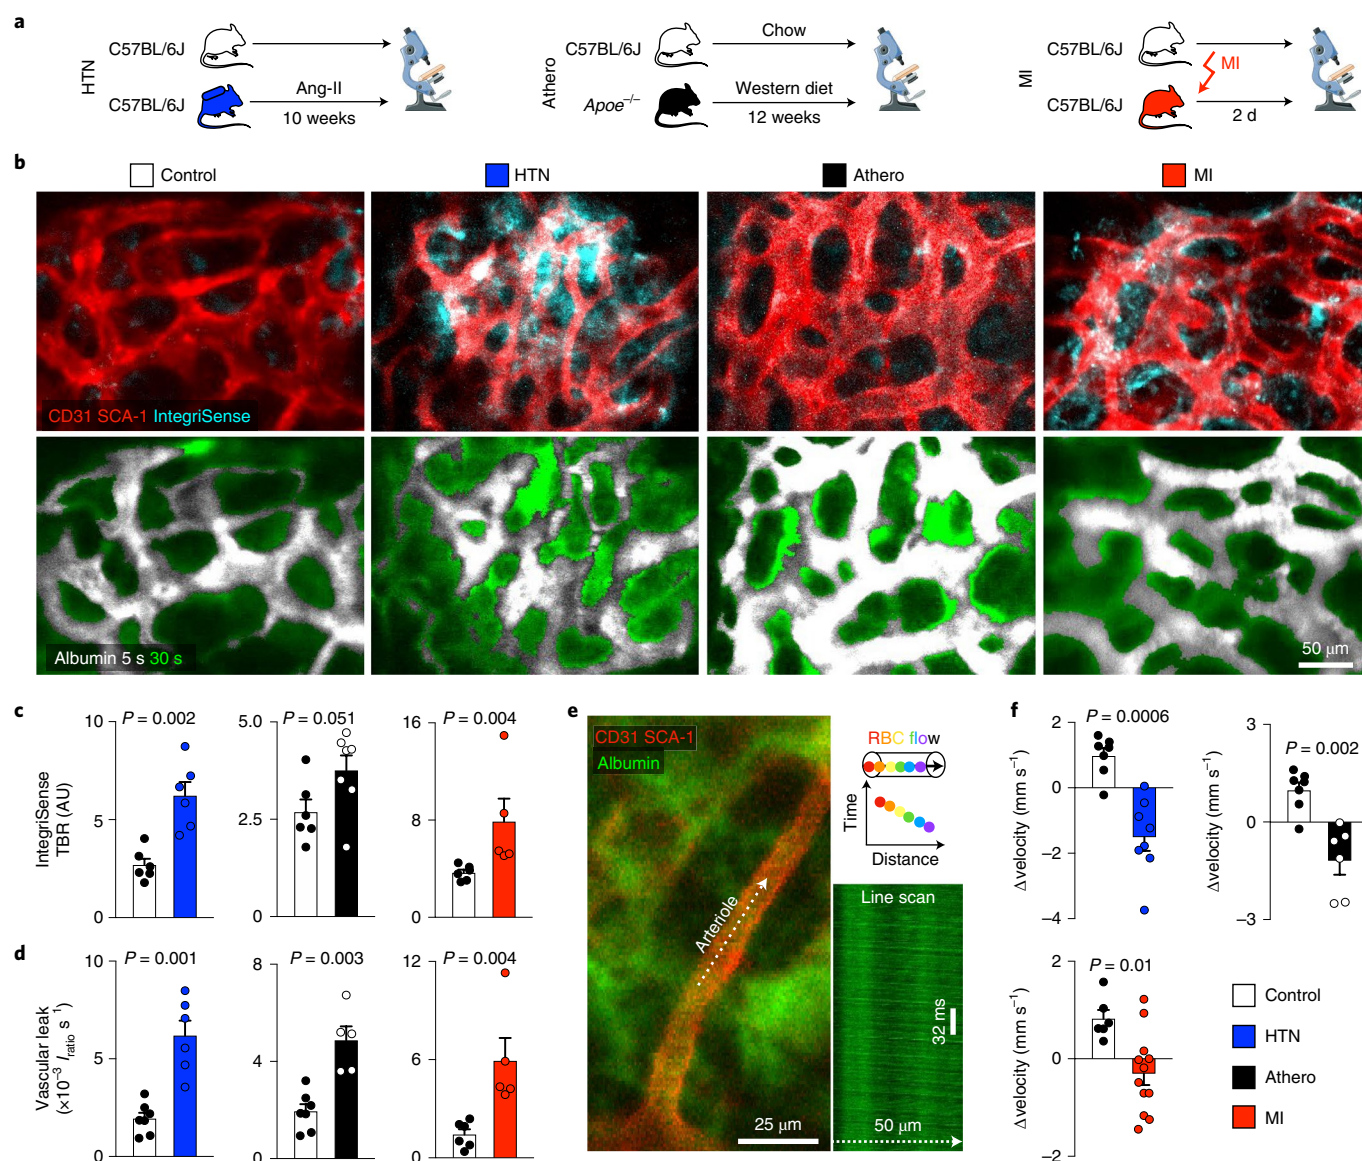 a
HTN
C57BL/6J
C57BL/6J
Ang-II
10 weeks
Athero
C57BL/6J
Chow
Apoe−/−
Western diet
12 weeks
MI
C57BL/6J
MI
C57BL/6J
2 d
b
Control
HTN
Athero
MI
CD31 SCA-1 IntegriSense
Albumin 5 s 30 s
50 μm
c
IntegriSense
TBR (AU)
P = 0.002
10
5
0
P = 0.051
5.0
2.5
0
P = 0.004
16
8
0
d
Vascular leak
(×10−3 Iratio s−1)
P = 0.001
10
5
0
P = 0.003
8
4
0
P = 0.004
12
6
0
e
CD31 SCA-1
Albumin
Arteriole
25 μm
RBC flow
Time
Distance
Line scan
32 ms
50 μm
f
Δvelocity (mm s−1)
P = 0.0006
2
0
−2
−4
Δvelocity (mm s−1)
P = 0.002
3
0
−3
Δvelocity (mm s−1)
P = 0.01
2
0
−2
Control
HTN
Athero
MI